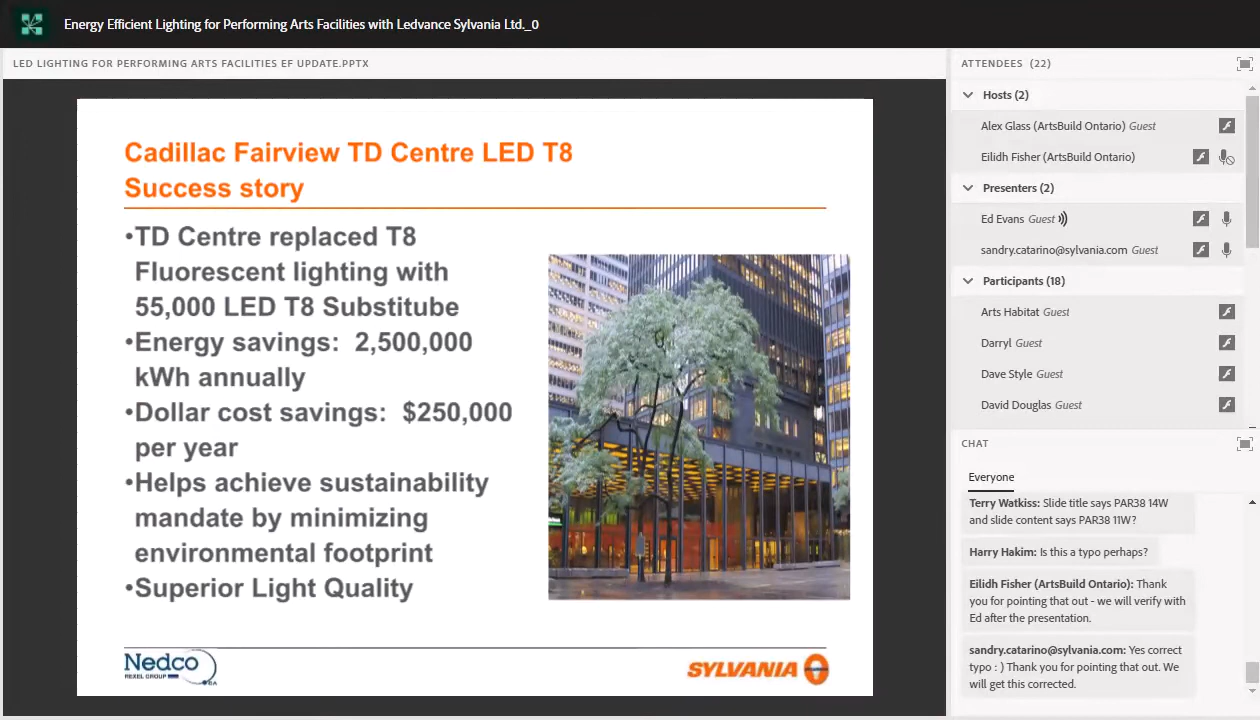 Energy Efficient Lighting for Performing Arts Facilities with Ledvance Sylvania Ltd._0
LED LIGHTING FOR PERFORMING ARTS FACILITIES EF UPDATE.PPTX
Cadillac Fairview TD Centre LED T8
Success story
•TD Centre replaced T8
Fluorescent lighting with
55,000 LED T8 Substitube
•Energy savings: 2,500,000
kWh annually
•Dollar cost savings: $250,000
per year
•Helps achieve sustainability
mandate by minimizing
environmental footprint
•Superior Light Quality
Nedco
REXEL GROUP
SYLVANIA
ATTENDEES (22)
Hosts (2)
Alex Glass (ArtsBuild Ontario) Guest
Eilidh Fisher (ArtsBuild Ontario)
Presenters (2)
Ed Evans Guest
sandry.catarino@sylvania.com Guest
Participants (18)
Arts Habitat Guest
Darryl Guest
Dave Style Guest
David Douglas Guest
CHAT
Everyone
Terry Watkiss: Slide title says PAR38 14W
and slide content says PAR38 11W?
Harry Hakim: Is this a typo perhaps?
Eilidh Fisher (ArtsBuild Ontario): Thank
you for pointing that out - we will verify with
Ed after the presentation.
sandry.catarino@sylvania.com: Yes correct
typo : ) Thank you for pointing that out. We
will get this corrected.